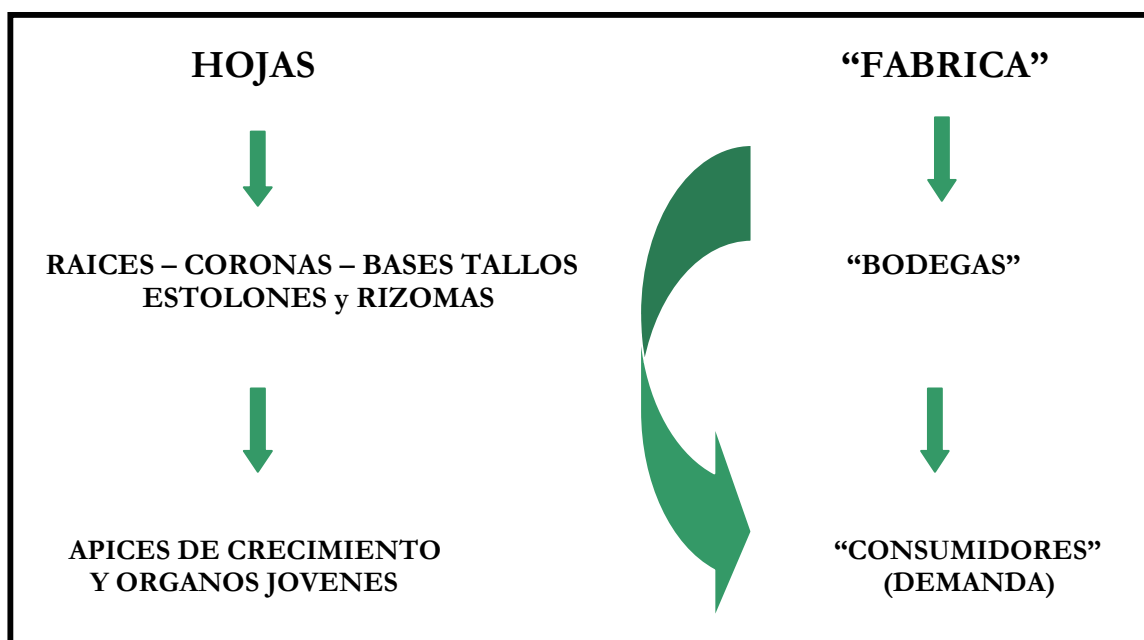 HOJAS
“FABRICA”
RAICES – CORONAS – BASES TALLOS
ESTOLONES y RIZOMAS
“BODEGAS”
APICES DE CRECIMIENTO
Y ORGANOS JOVENES
“CONSUMIDORES”
(DEMANDA)